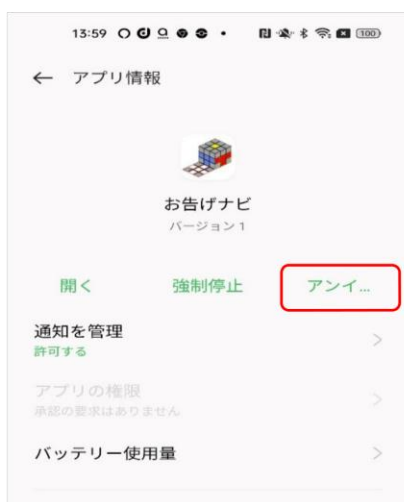 13:59
100
← アプリ情報
お告げナビ
バージョン 1
開く 強制停止 アンイ...
通知を管理
許可する
アプリの権限
承認の要求はありません
バッテリー使用量